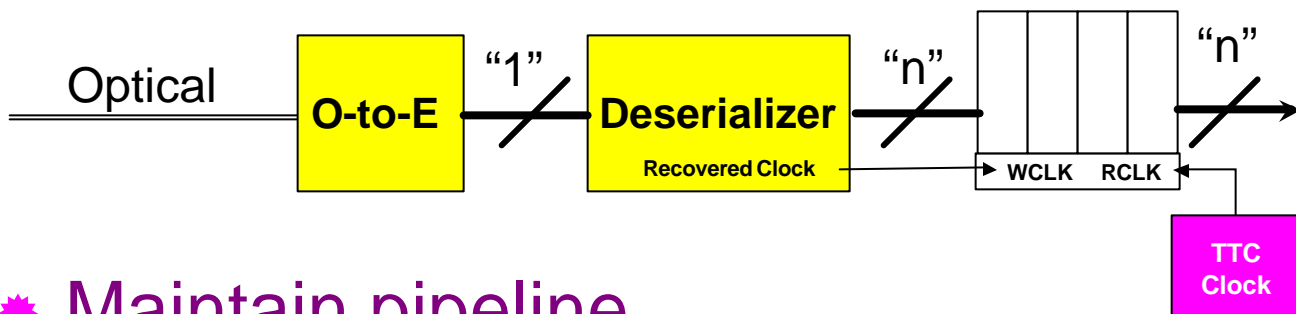 Optical
O-to-E
“1”
Deserializer
Recovered Clock
“n”
WCLK RCLK
“n”
TTC
Clock
Maintain pipeline